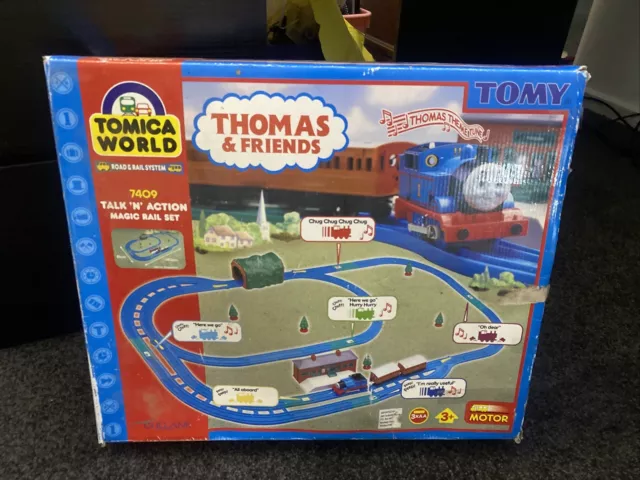 TOMY
TOMICA
WORLD
ROAD & RAIL SYSTEM
THOMAS
& FRIENDS
THOMAS THEME TUNE
7409
TALK 'N' ACTION
MAGIC RAIL SET
Chug Chug Chug Chug
"Here we go"
Hurry Hurry
"Here we go"
"Oh dear"
"All aboard"
"I'm really useful"
3+
MOTOR